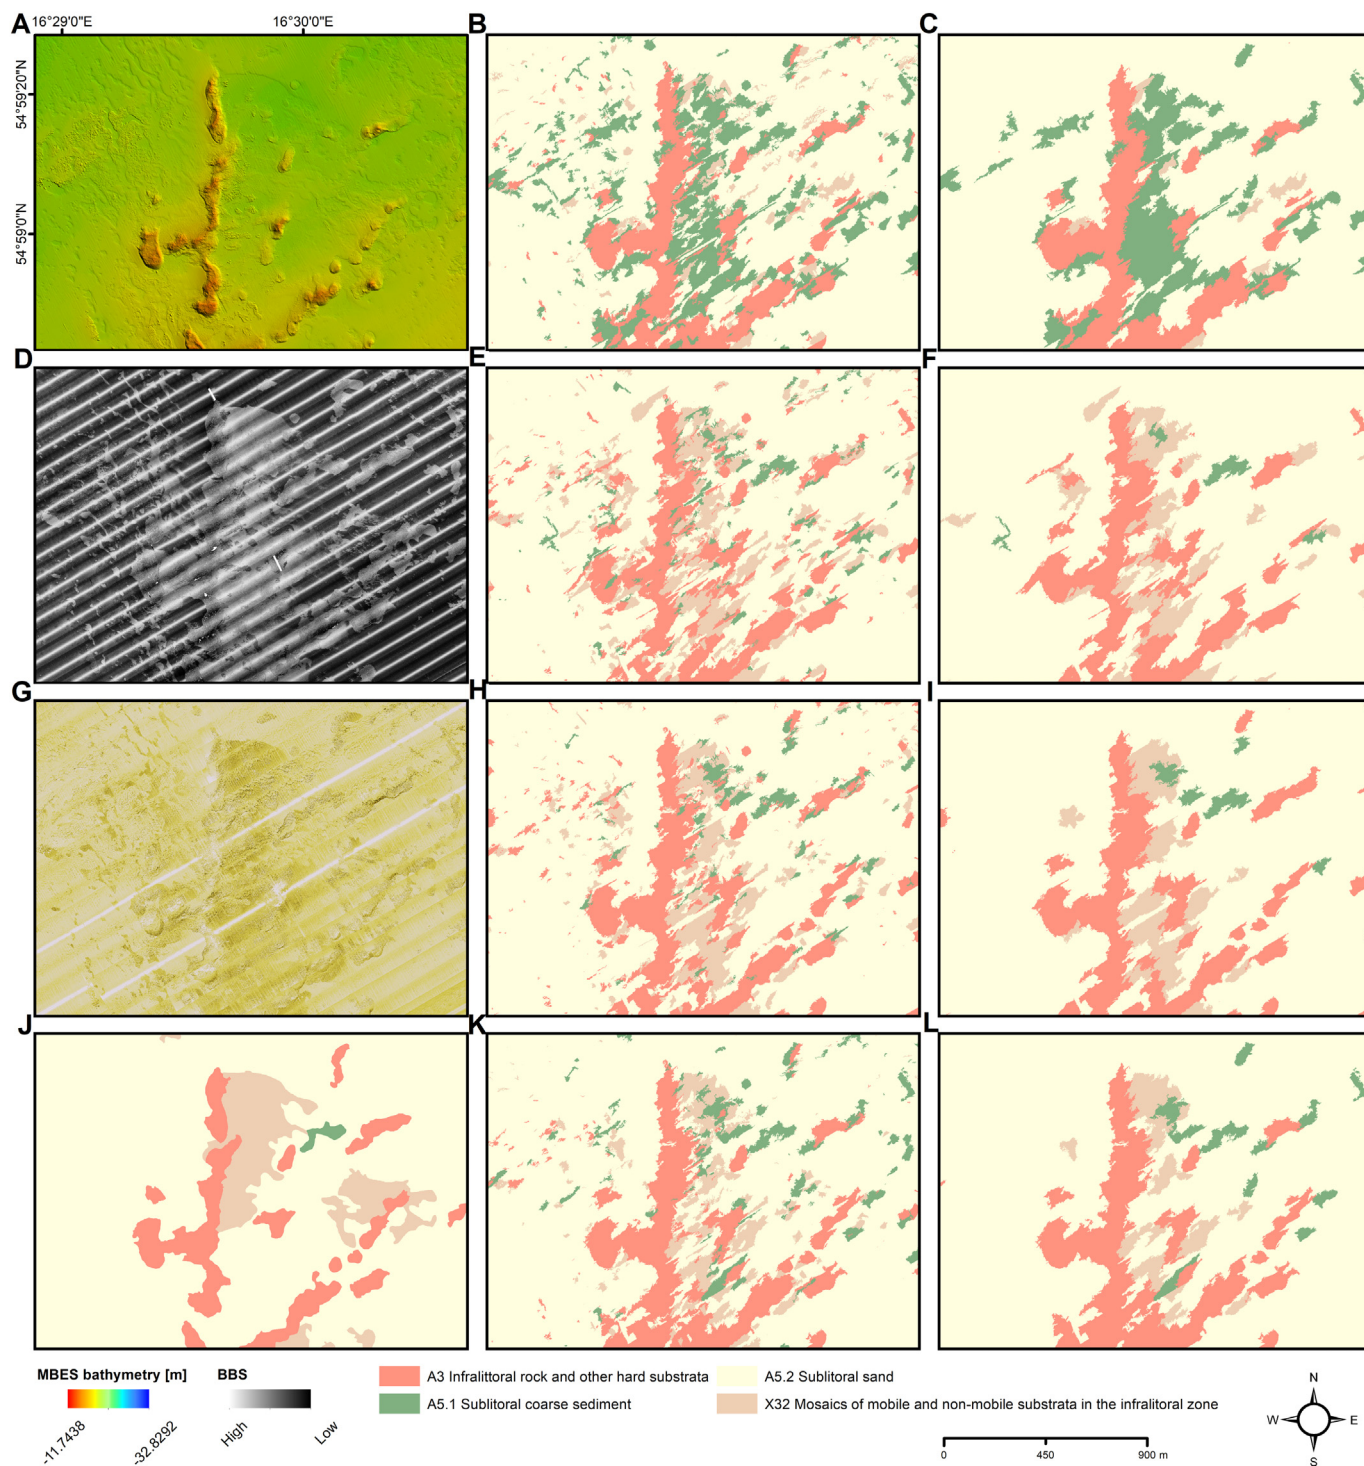 A
16°29'0"E
16°30'0"E
B
C
54°59'20"N
54°59'0"N
D
E
F
G
H
I
J
K
L
MBES bathymetry [m]
-11.7438
-32.8292
BBS
High
Low
A3 Infralittoral rock and other hard substrata
A5.1 Sublitoral coarse sediment
A5.2 Sublitoral sand
X32 Mosaics of mobile and non-mobile substrata in the infralitoral zone
0
450
900 m
N
W
E
S